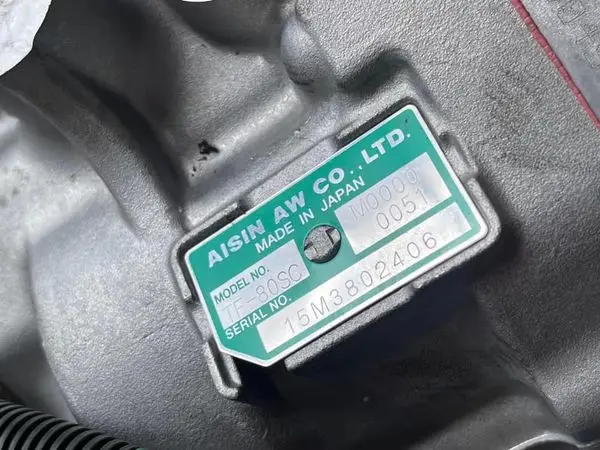 AISIN AW CO., LTD.
MADE IN JAPAN
MODEL NO.
TF-80SC
M0000
0051
SERIAL NO.
15M3802406